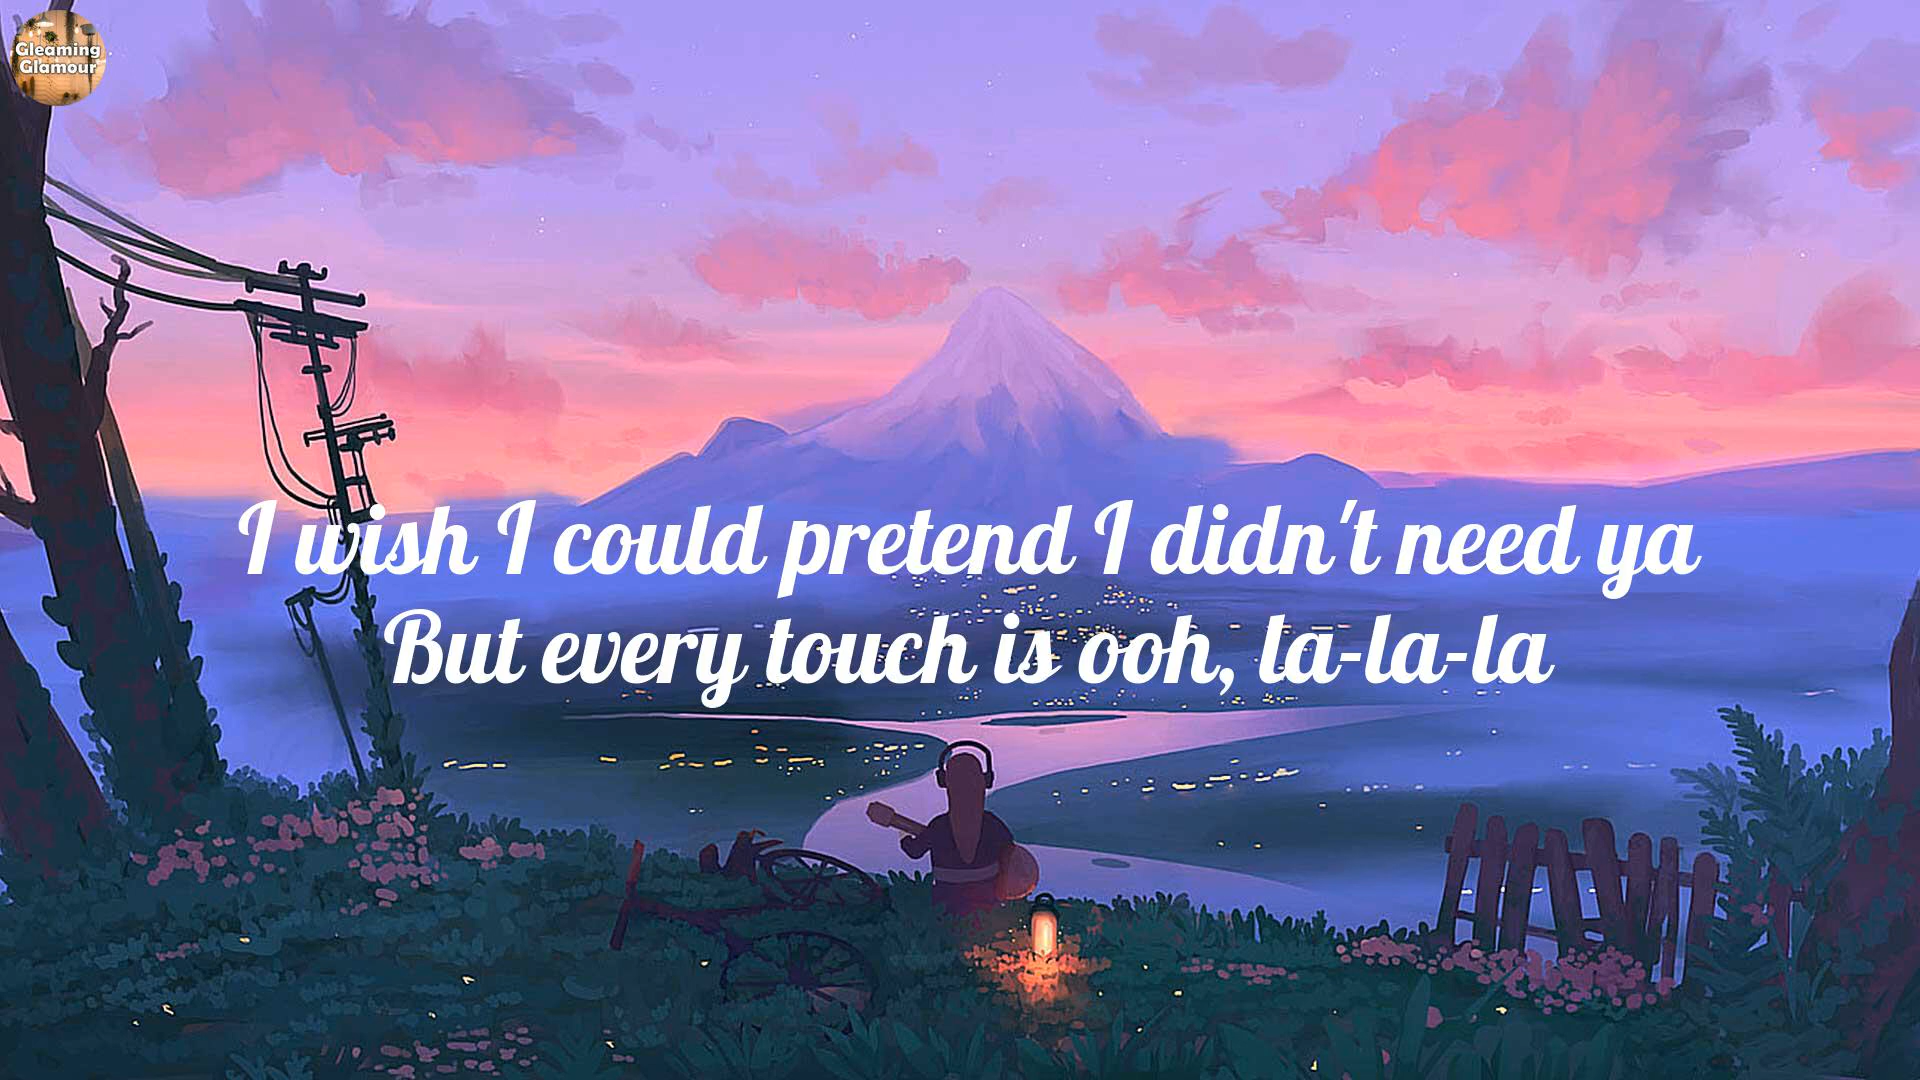 Gleaming
Glamour
I wish I could pretend I didn't need ya
But every touch is ooh, la-la-la